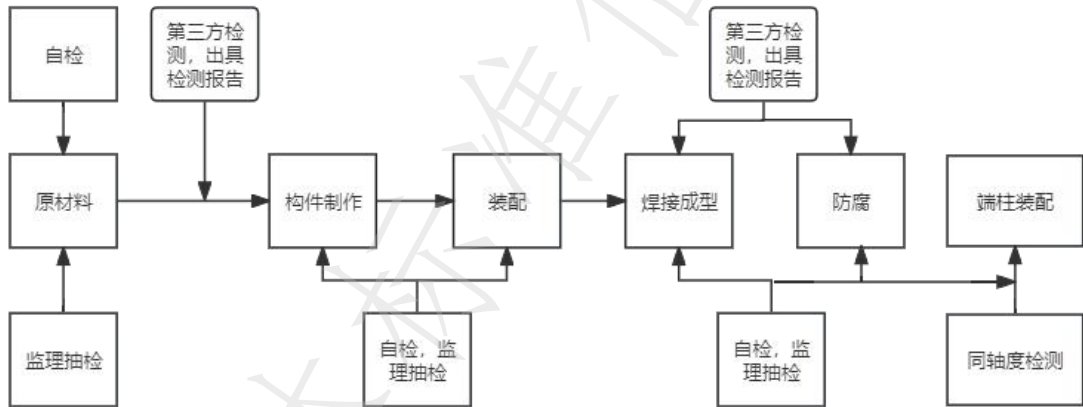 自检
第三方检
测，出具
检测报告
第三方检
测，出具
检测报告
原材料
构件制作
装配
焊接成型
防腐
端柱装配
监理抽检
自检，监
理抽检
自检，监
理抽检
同轴度检测